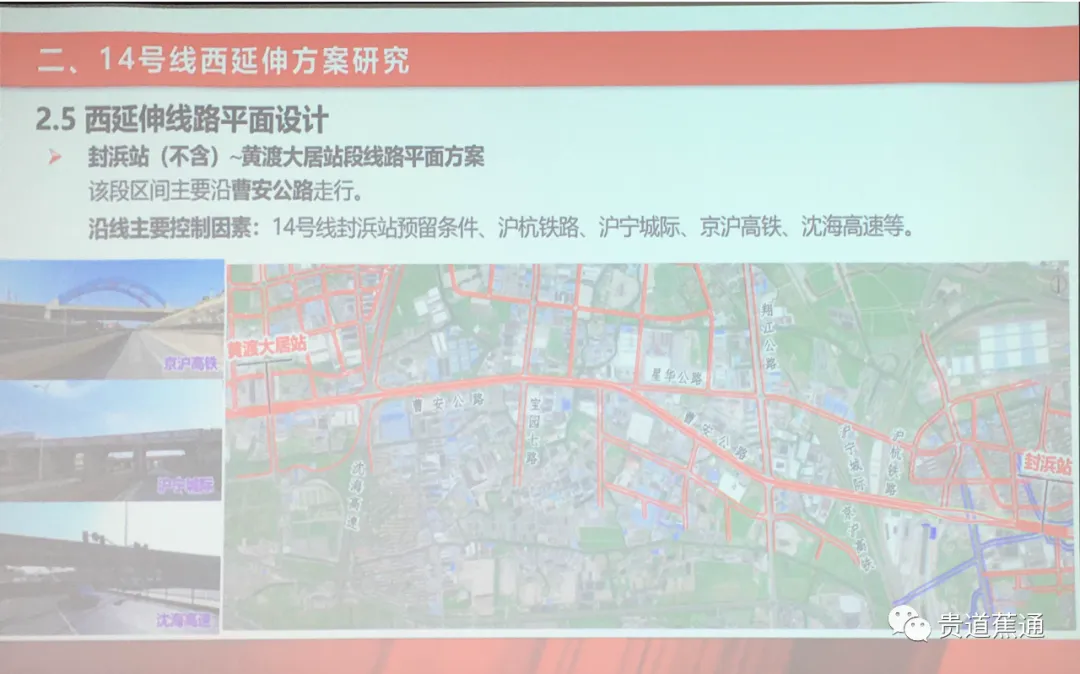 二、14号线西延伸方案研究
2.5 西延伸线路平面设计
封浜站（不含）~黄渡大居站段线路平面方案
该段区间主要沿曹安公路走行。
沿线主要控制因素：14号线封浜站预留条件、沪杭铁路、沪宁城际、京沪高铁、沈海高速等。
京沪高铁
沪宁城际
沈海高速
黄渡大居站
曹安公路
星华公路
翔江公路
宝园七路
曹安公路
沈海高速
沪宁城际
沪杭铁路
京沪高铁
封浜站
贵道蕉通